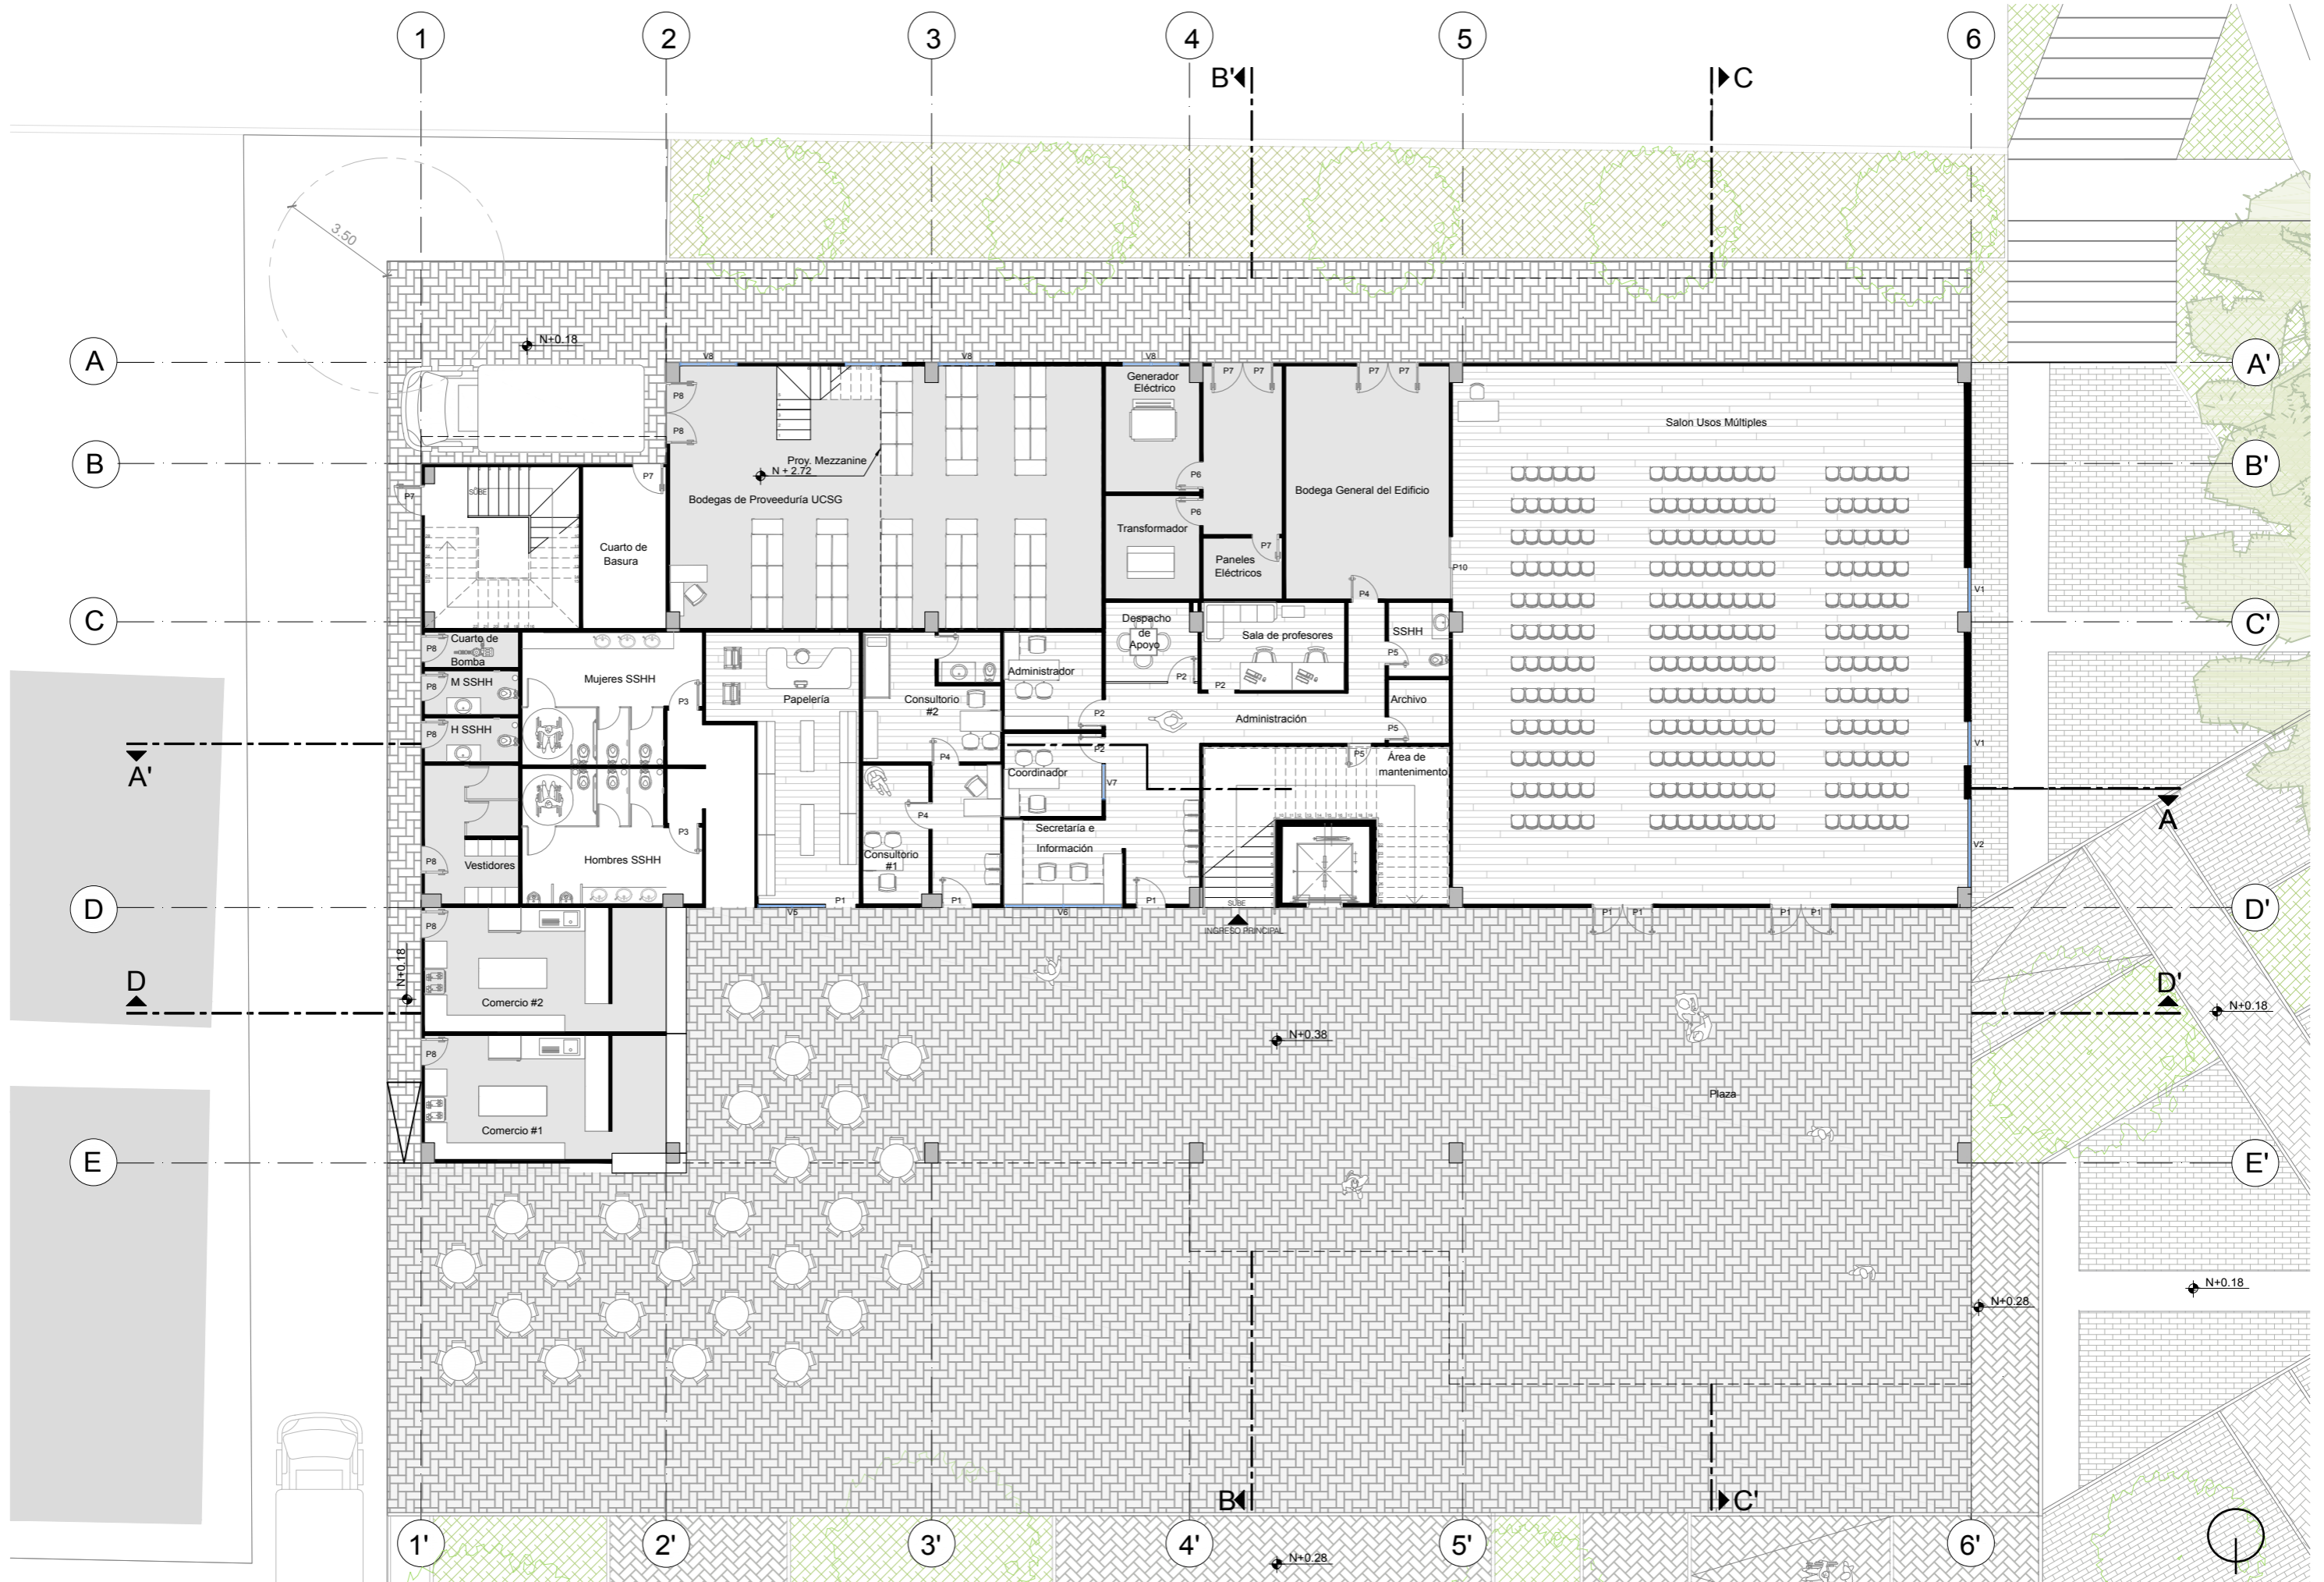 1
2
3
4
5
6
B'
C
3.50
N+0.18
A
A'
V8
V8
V8
Generador
Eléctrico
P7
P7
P7
P7
P8
P8
Salon Usos Múltiples
B
B'
Proy. Mezzanine
N + 2.72
P7
P7
SUBE
P6
P6
Bodegas de Proveeduría UCSG
Bodega General del Edificio
Transformador
Cuarto de
Basura
P7
Paneles
Eléctricos
P10
P4
V1
C
C'
Cuarto de
Bomba
P8
Despacho
de
Apoyo
Sala de profesores
SSHH
P5
M SSHH
P8
Mujeres SSHH
P3
Papelería
Consultorio
#2
Administrador
P2
P2
Archivo
P2
Administración
P5
H SSHH
P8
A'
P4
P2
P5
Área de
mantenimento
V1
Coordinador
V7
P4
Secretaría e
Información
A
P3
Vestidores
P8
Hombres SSHH
Consultorio
#1
V2
P1
P1
P1
V5
V6
SUBE
INGRESO PRINCIPAL
P1
P1
P1
P1
D
D'
P8
N+0.18
D
Comercio #2
D'
N+0.18
N+0.38
P8
Comercio #1
Plaza
E
E'
N+0.18
N+0.28
B
C'
1'
2'
3'
4'
5'
6'
N+0.28